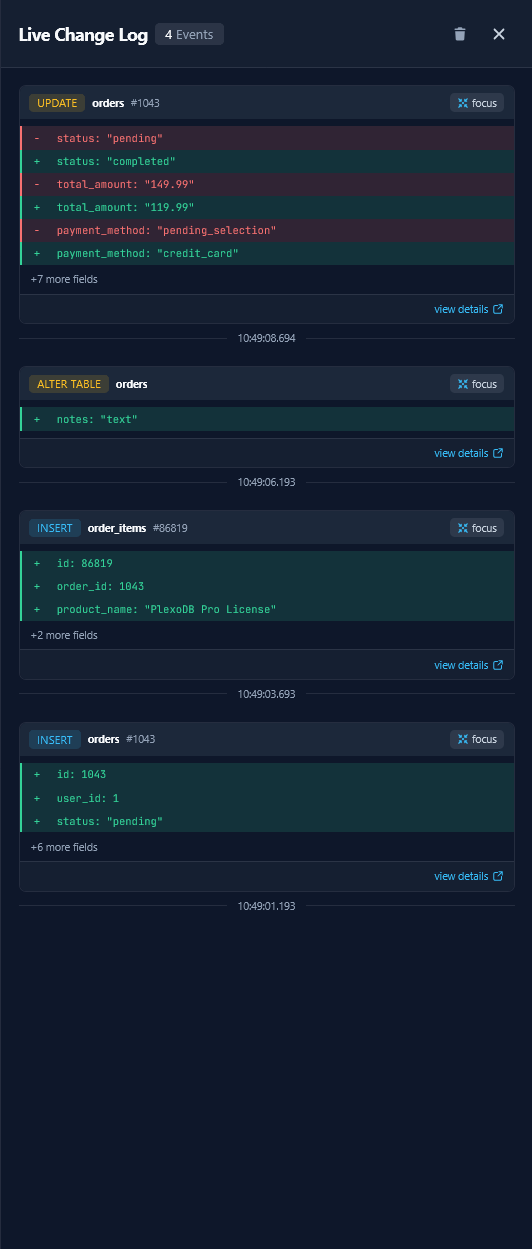 Live Change Log 4 Events
UPDATE orders #1043 focus
- status: "pending"
+ status: "completed"
- total_amount: "149.99"
+ total_amount: "119.99"
- payment_method: "pending_selection"
+ payment_method: "credit_card"
+7 more fields
view details
10:49:08.694
ALTER TABLE orders focus
+ notes: "text"
view details
10:49:06.193
INSERT order_items #86819 focus
+ id: 86819
+ order_id: 1043
+ product_name: "PlexoDB Pro License"
+2 more fields
view details
10:49:03.693
INSERT orders #1043 focus
+ id: 1043
+ user_id: 1
+ status: "pending"
+6 more fields
view details
10:49:01.193